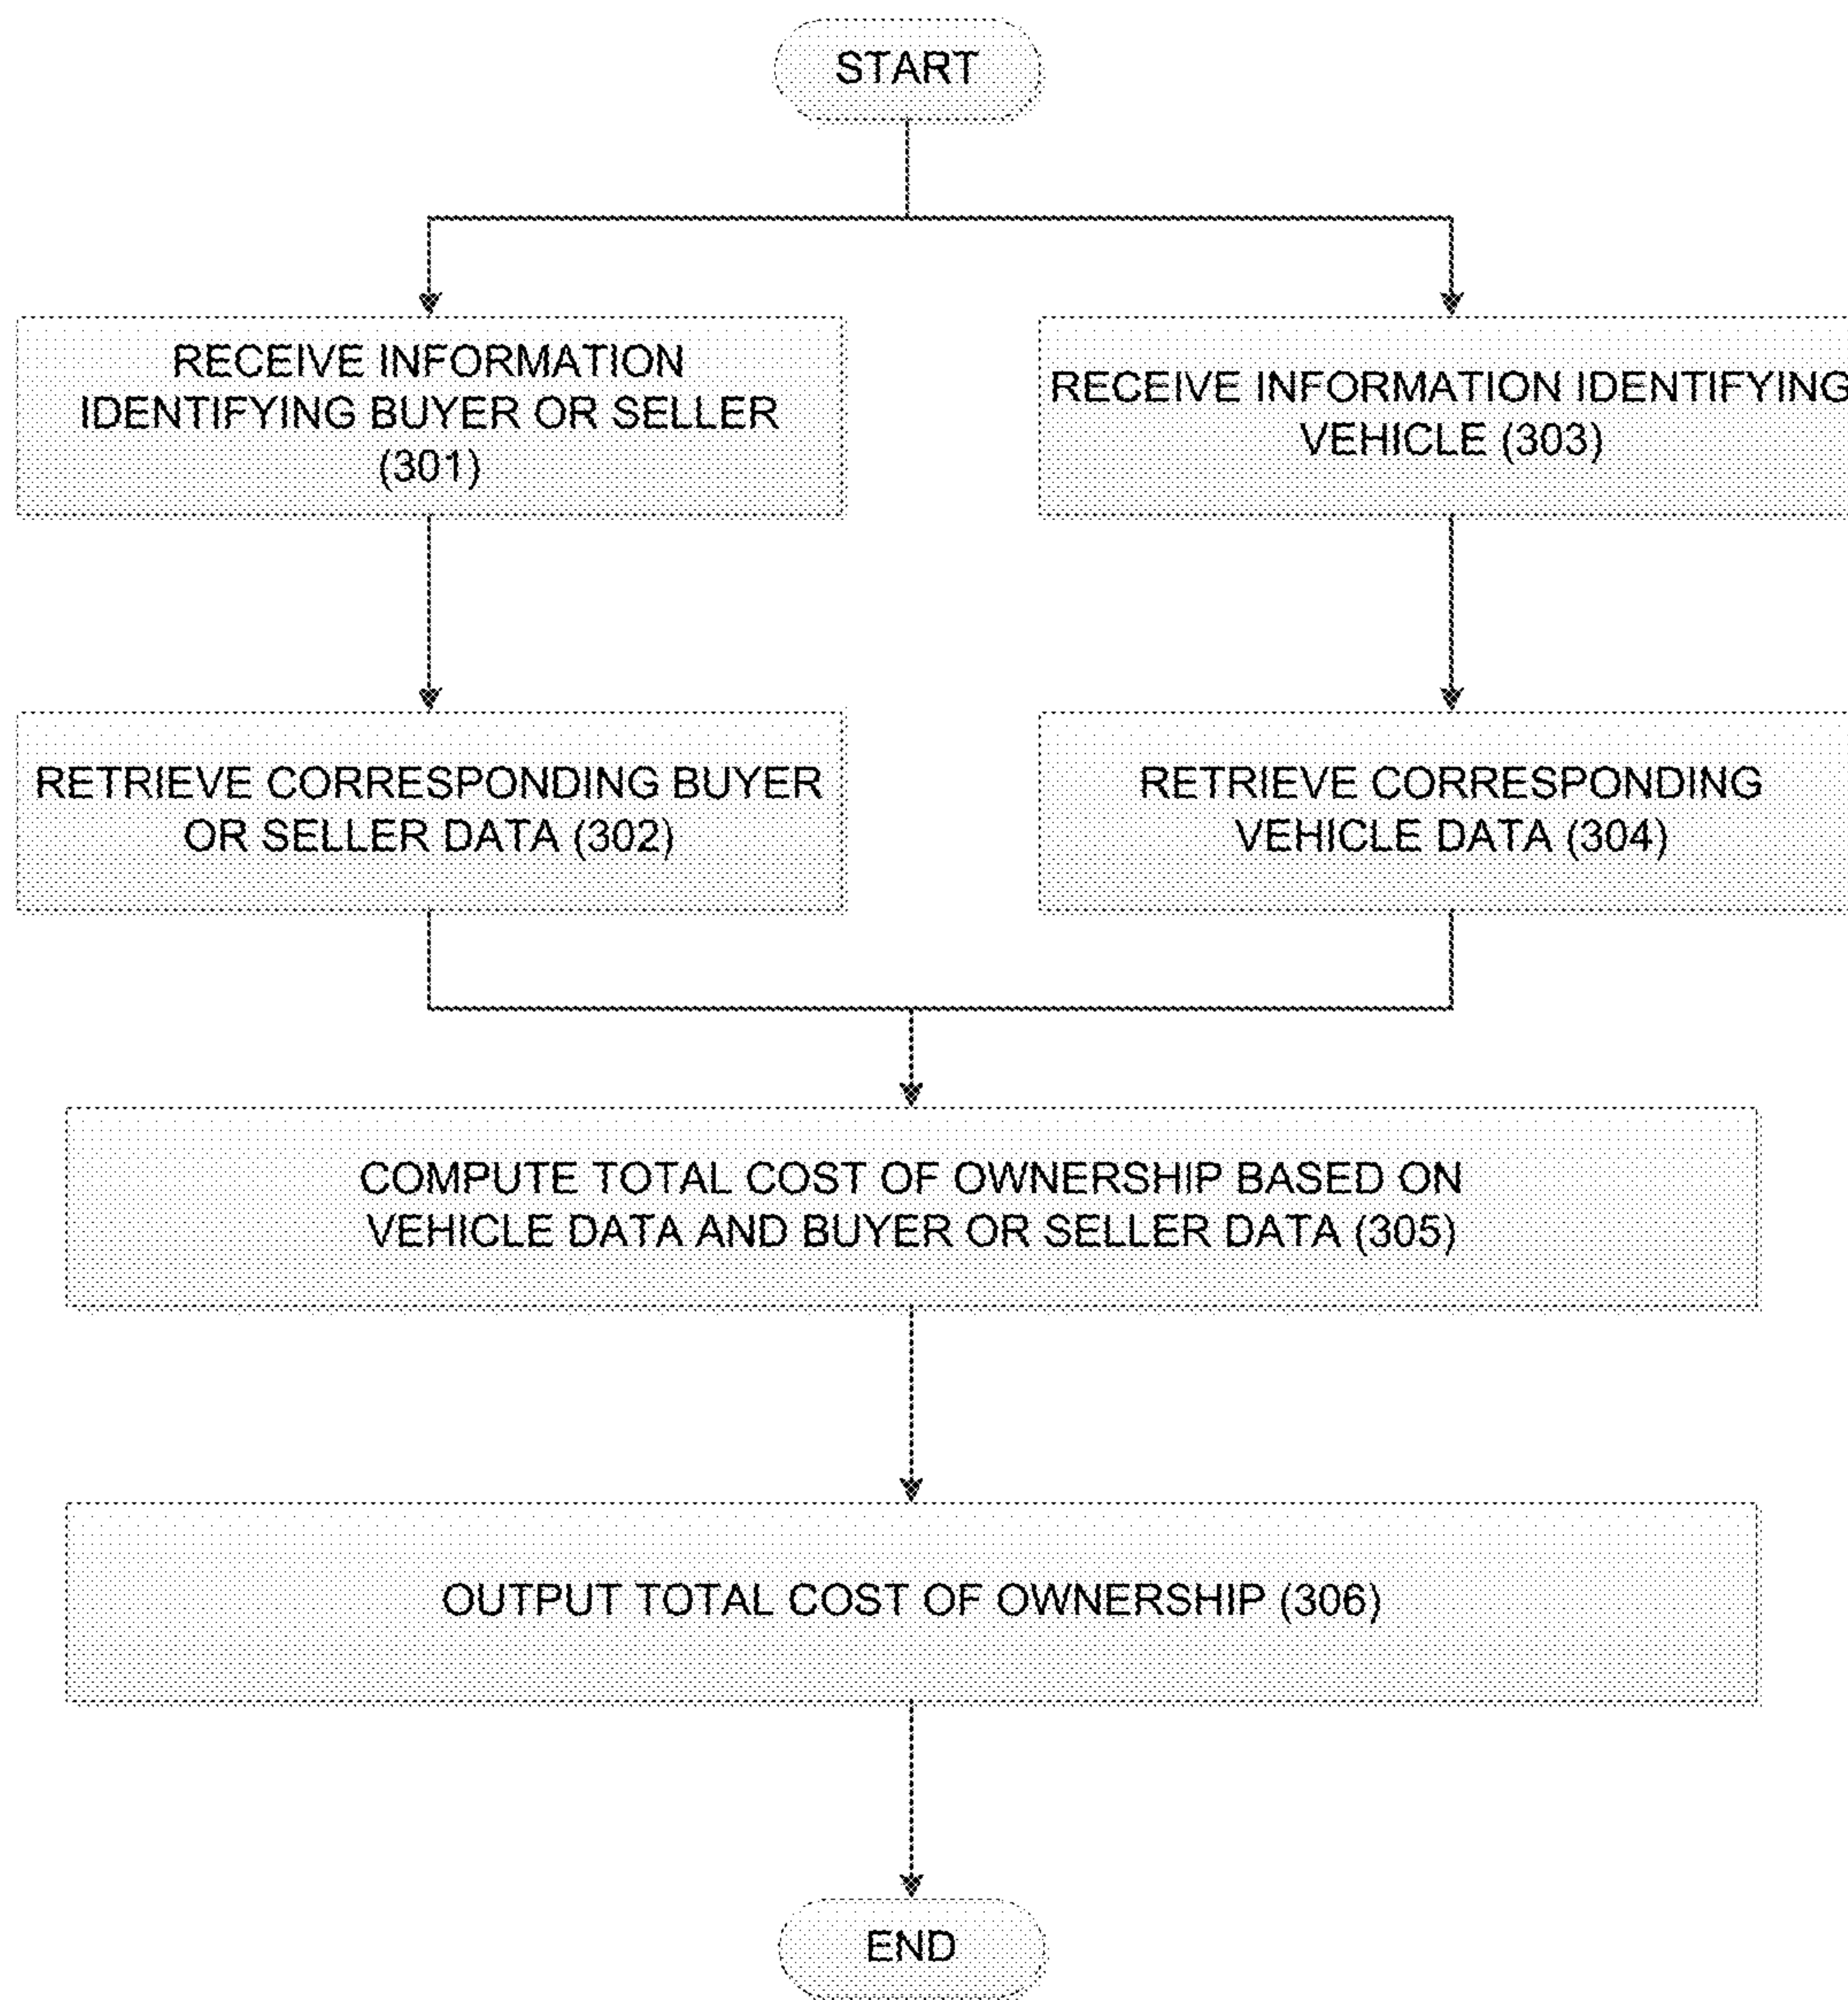 START
RECEIVE INFORMATION
IDENTIFYING BUYER OR SELLER
(301)
RECEIVE INFORMATION IDENTIFYING
VEHICLE (303)
RETRIEVE CORRESPONDING BUYER
OR SELLER DATA (302)
RETRIEVE CORRESPONDING
VEHICLE DATA (304)
COMPUTE TOTAL COST OF OWNERSHIP BASED ON
VEHICLE DATA AND BUYER OR SELLER DATA (305)
OUTPUT TOTAL COST OF OWNERSHIP (306)
END